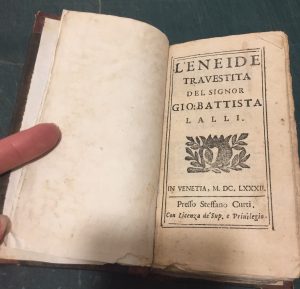 L'ENEIDE
TRAVESTITA
DEL SIGNOR
GIO: BATTISTA
LALLI.
IN VENETIA, M. DC. LXXXII.
Presso Steffano Curti.
Con Licenza de' Sup. e Privilegio.